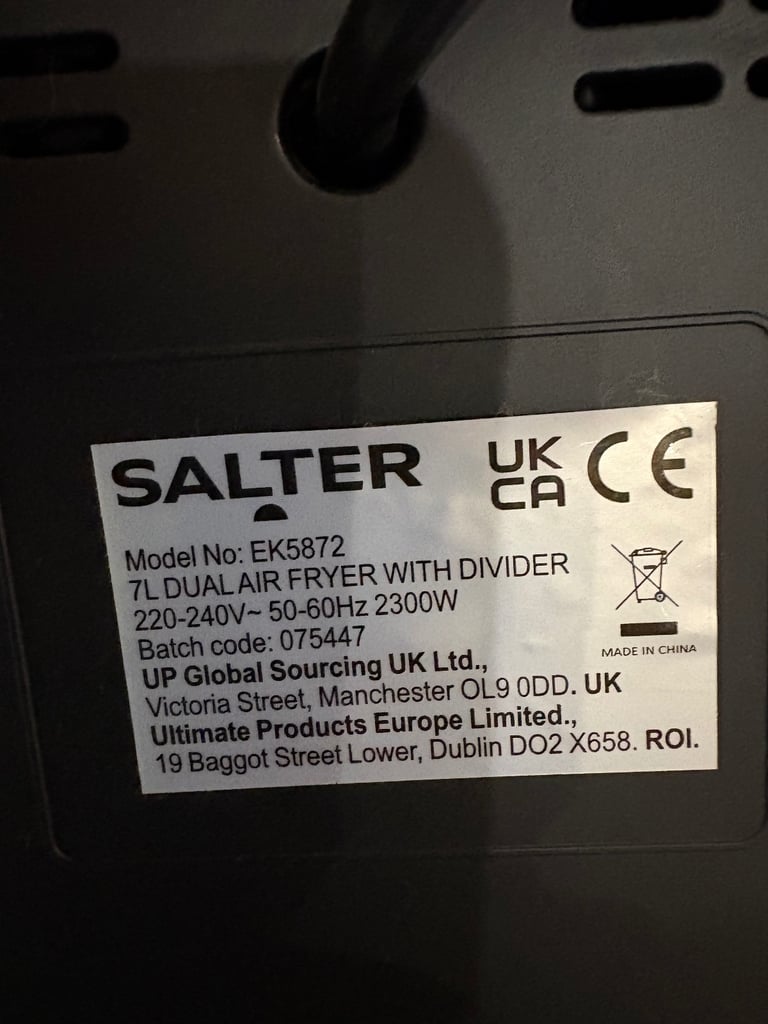 SALTER
UK
CA
CE
Model No: EK5872
7L DUAL AIR FRYER WITH DIVIDER
220-240V~ 50-60Hz 2300W
Batch code: 075447
MADE IN CHINA
UP Global Sourcing UK Ltd.,
Victoria Street, Manchester OL9 0DD. UK
Ultimate Products Europe Limited.,
19 Baggot Street Lower, Dublin DO2 X658. ROI.